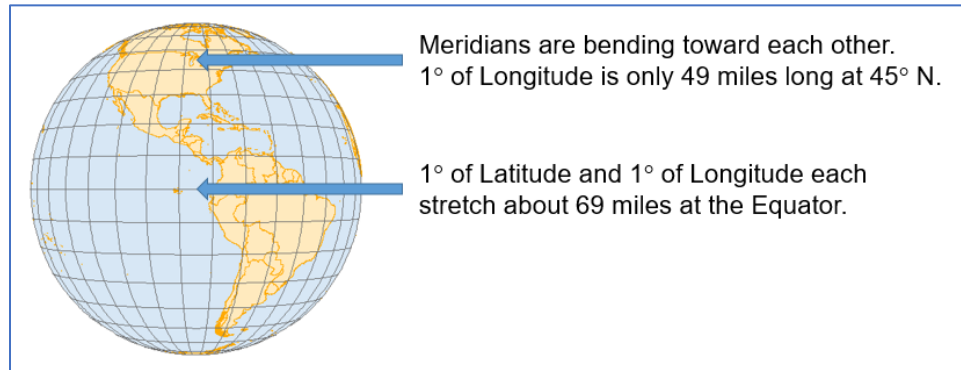 Meridians are bending toward each other.
1° of Longitude is only 49 miles long at 45° N.
1° of Latitude and 1° of Longitude each
stretch about 69 miles at the Equator.